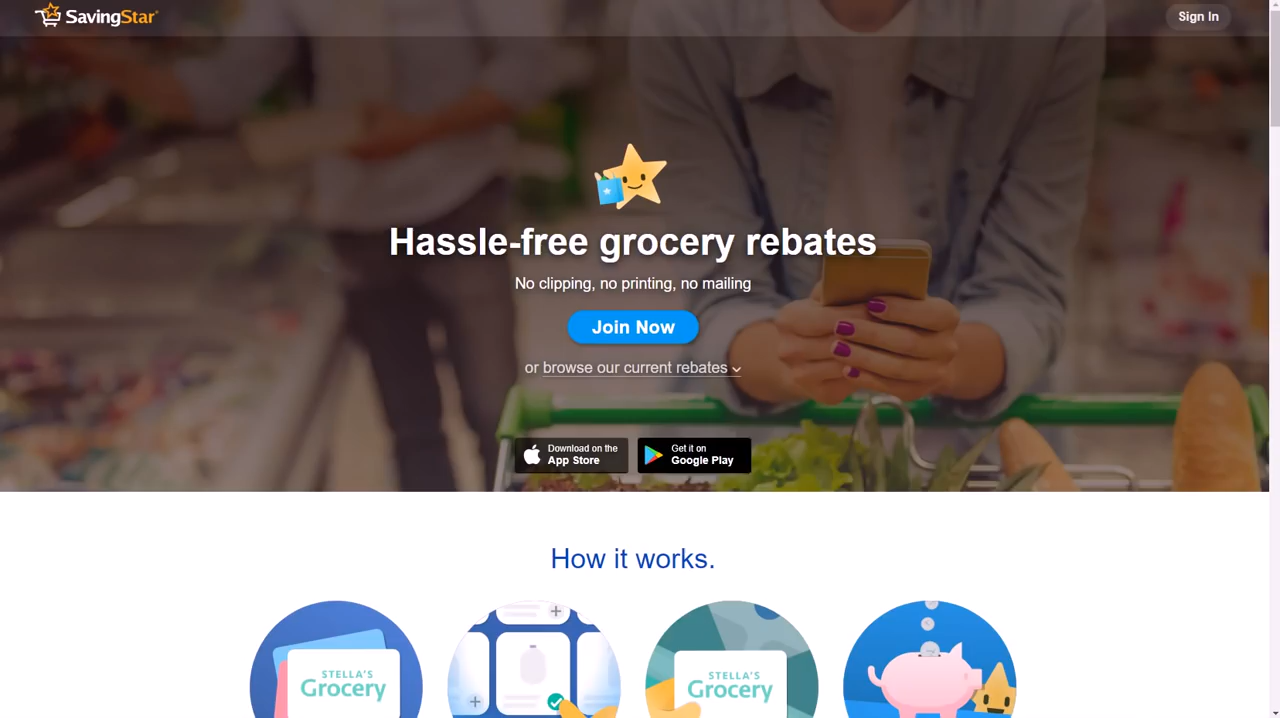 SavingStar
Sign In
Hassle-free grocery rebates
No clipping, no printing, no mailing
Join Now
or browse our current rebates
Download on the
App Store
Get it on
Google Play
How it works.
STELLA'S
Grocery
STELLA'S
Grocery